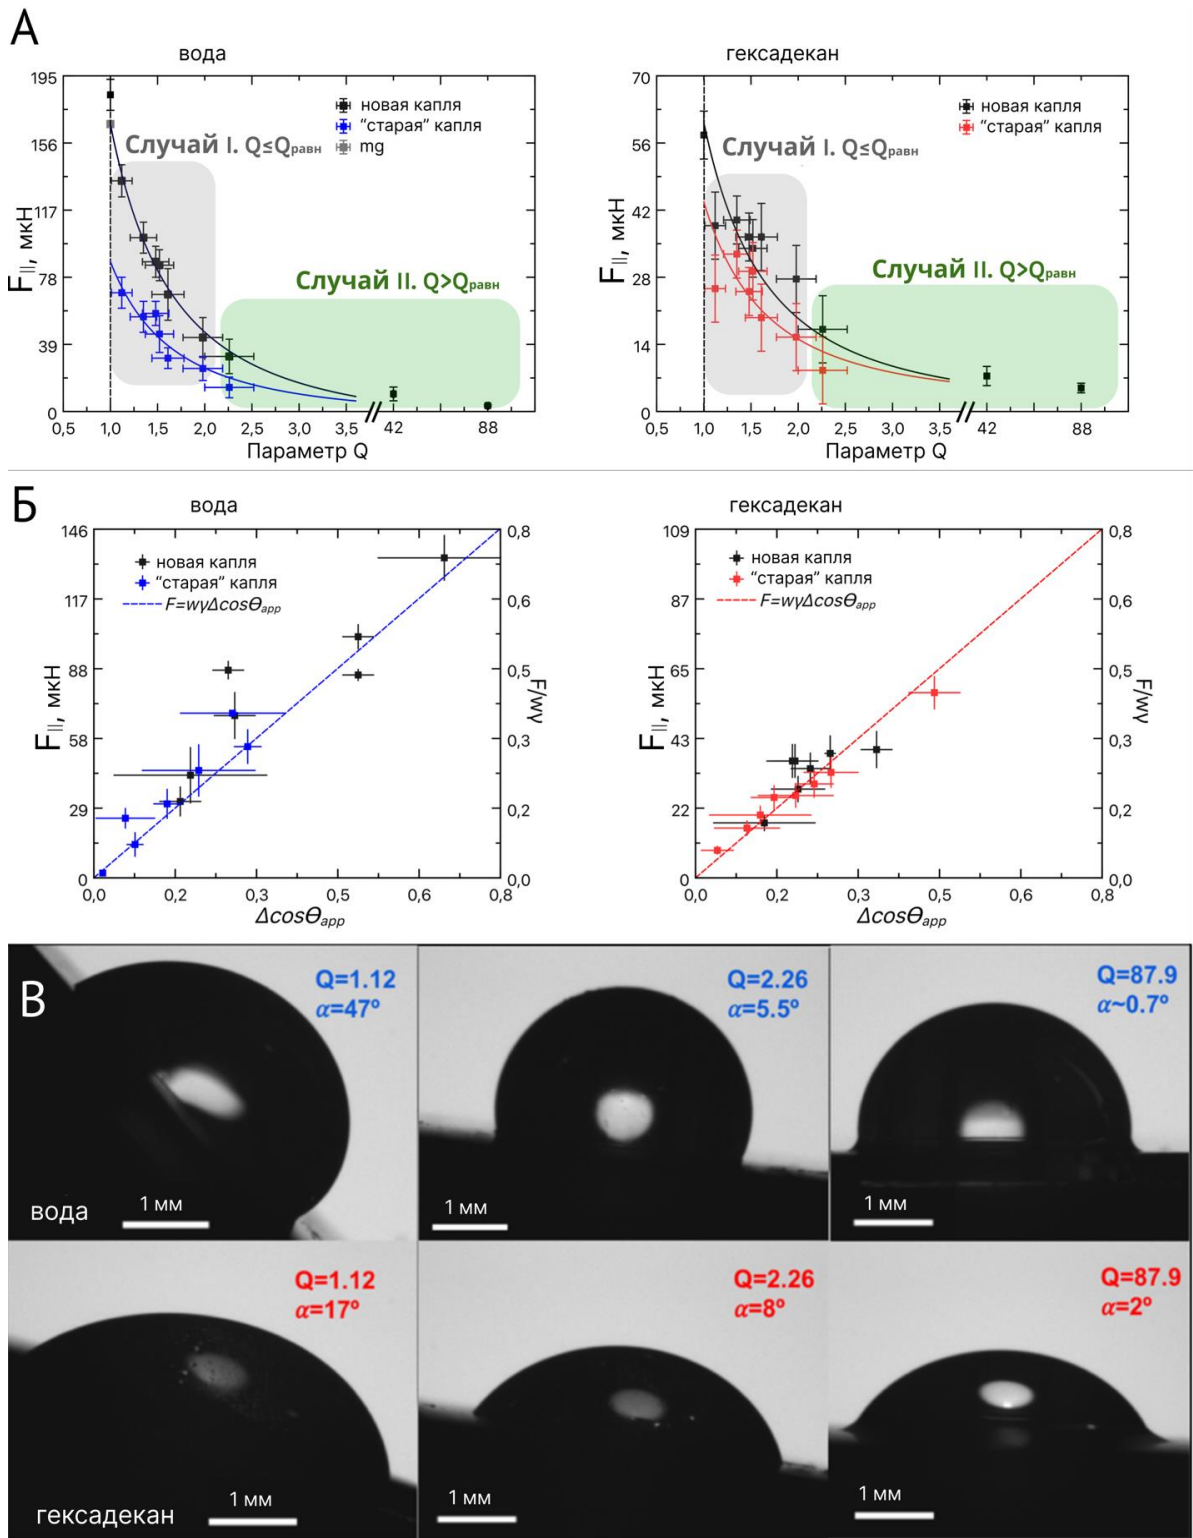 А
вода
гексадекан
195
156
117
78
39
0
F||, мкН
новая капля
“старая” капля
mg
Случай I. Q≤Qравн
Случай II. Q>Qравн
0,5 1,0 1,5 2,0 2,5 3,0 3,5 42 88
Параметр Q
70
56
42
28
14
0
F||, мкН
новая капля
“старая” капля
Случай I. Q≤Qравн
Случай II. Q>Qравн
0,5 1,0 1,5 2,0 2,5 3,0 3,5 42 88
Параметр Q
Б
вода
гексадекан
146
117
88
58
29
0
F||, мкН
новая капля
“старая” капля
F=wγΔcosΘapp
0,8
0,6
0,5
0,3
0,2
0,0
F/wγ
0,0 0,2 0,3 0,5 0,6 0,8
ΔcosΘapp
109
87
65
43
22
0
F||, мкН
новая капля
“старая” капля
F=wγΔcosΘapp
0,8
0,6
0,5
0,3
0,2
0,0
F/wγ
0,0 0,2 0,3 0,5 0,6 0,8
ΔcosΘapp
В
Q=1.12
α=47º
1 мм
вода
Q=2.26
α=5.5º
1 мм
Q=87.9
α~0.7º
1 мм
Q=1.12
α=17º
1 мм
гексадекан
Q=2.26
α=8º
1 мм
Q=87.9
α=2º
1 мм